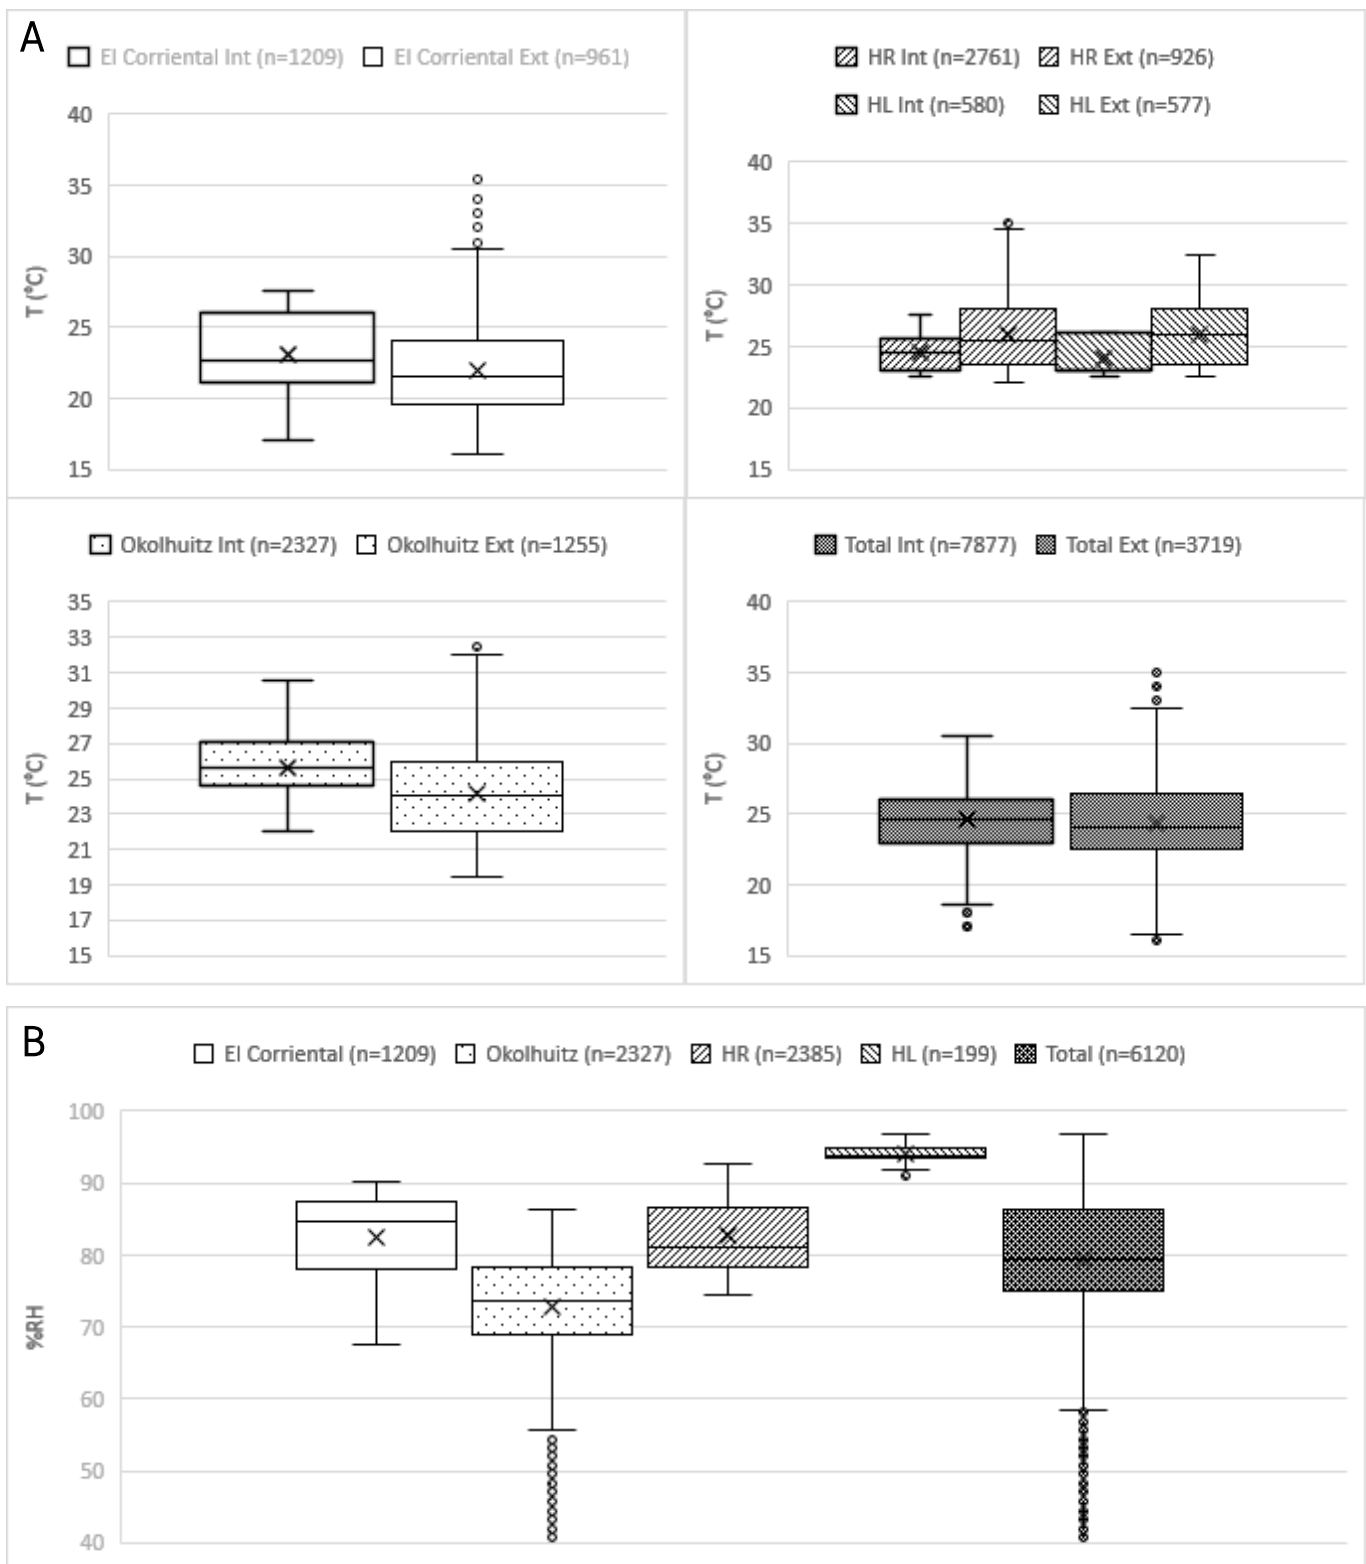 A
El Corriental Int (n=1209) El Corriental Ext (n=961)
40
35
30
25
20
15
T (°C)
HR Int (n=2761) HR Ext (n=926)
HL Int (n=580) HL Ext (n=577)
40
35
30
25
20
15
T (°C)
Okolhuitz Int (n=2327) Okolhuitz Ext (n=1255)
35
33
31
29
27
25
23
21
19
17
15
T (°C)
Total Int (n=7877) Total Ext (n=3719)
40
35
30
25
20
15
T (°C)
B
El Corriental (n=1209) Okolhuitz (n=2327) HR (n=2385) HL (n=199) Total (n=6120)
100
90
80
70
60
50
40
%RH